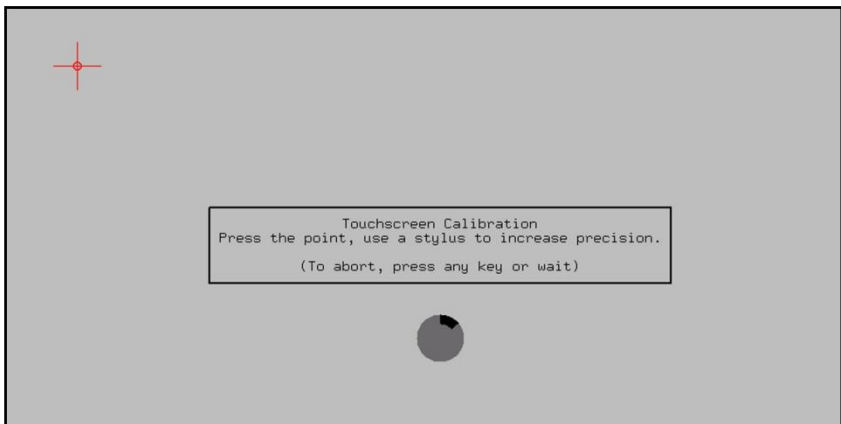 Touchscreen Calibration
Press the point, use a stylus to increase precision.
(To abort, press any key or wait)